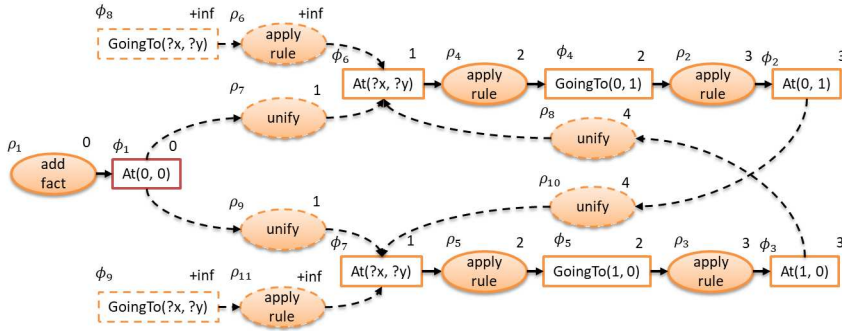 ϕ₈ +inf ρ₆ +inf
GoingTo(?x, ?y)
apply
rule
ϕ₆ 1 ρ₄ 2 ϕ₄ 2 ρ₂ 3 ϕ₂ 3
At(?x, ?y)
apply
rule
GoingTo(0, 1)
apply
rule
At(0, 1)
ρ₇ 1
unify
ρ₈ 4
unify
ρ₁ 0 ϕ₁ 0
add
fact
At(0, 0)
ρ₁₀ 4
unify
ρ₉ 1
unify
ϕ₇ 1 ρ₅ 2 ϕ₅ 2 ρ₃ 3 ϕ₃ 3
At(?x, ?y)
apply
rule
GoingTo(1, 0)
apply
rule
At(1, 0)
ϕ₉ +inf ρ₁₁ +inf
GoingTo(?x, ?y)
apply
rule